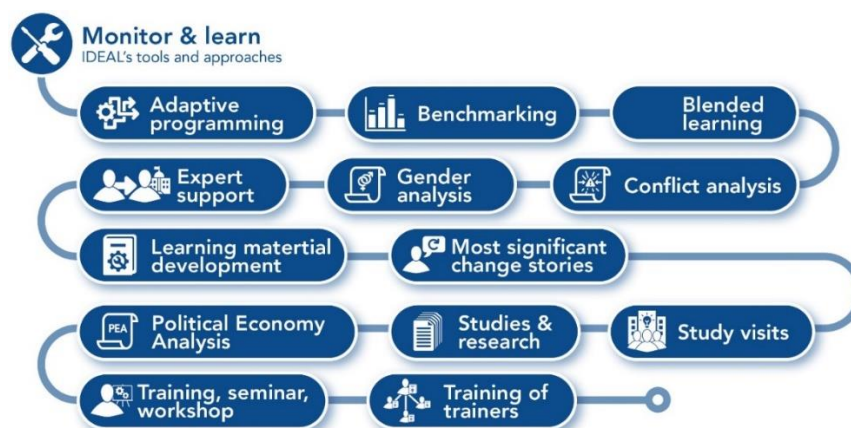 Monitor & learn
IDEAL's tools and approaches
Adaptive
programming
Benchmarking
Blended
learning
Expert
support
Gender
analysis
Conflict analysis
Learning matertial
development
Most significant
change stories
PEA
Political Economy
Analysis
Studies &
research
Study visits
Training, seminar,
workshop
Training of
trainers